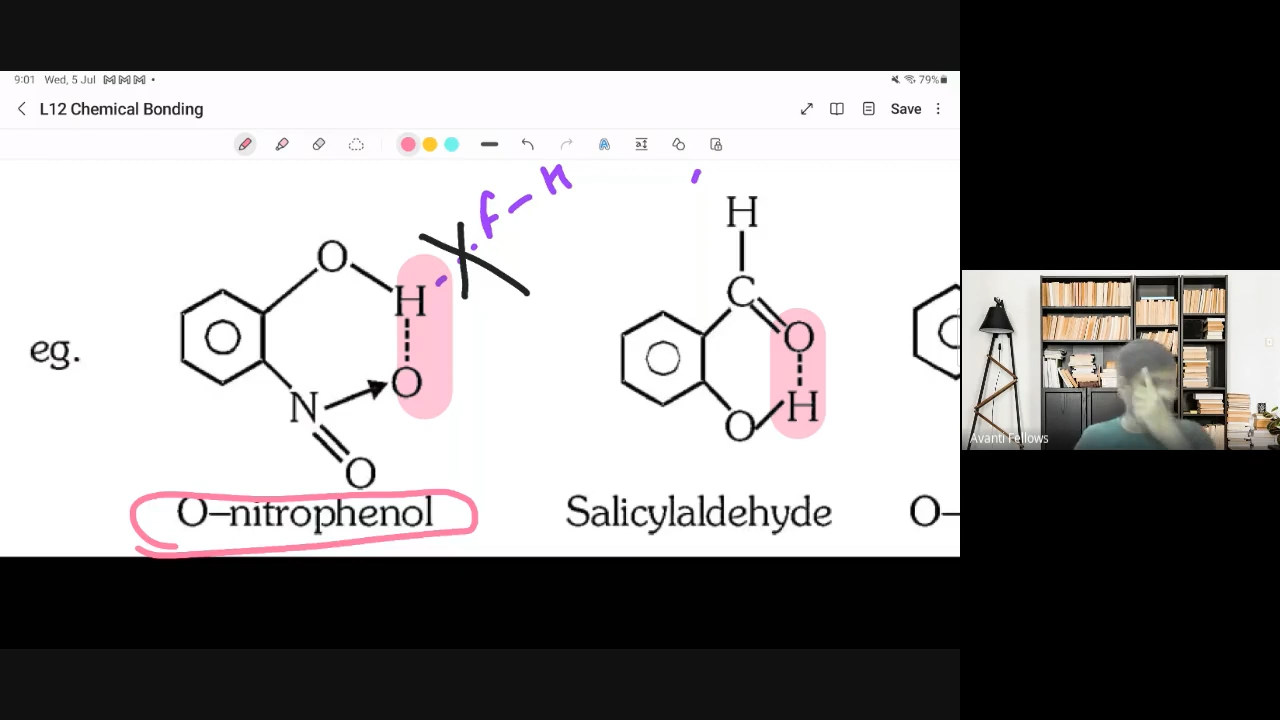 9:01 Wed, 5 Jul
79%
L12 Chemical Bonding
Save
F - H
H
O
H
C
O
eg.
O
N
H
O
O
O-nitrophenol
Salicylaldehyde
O-
Avanti Fellows